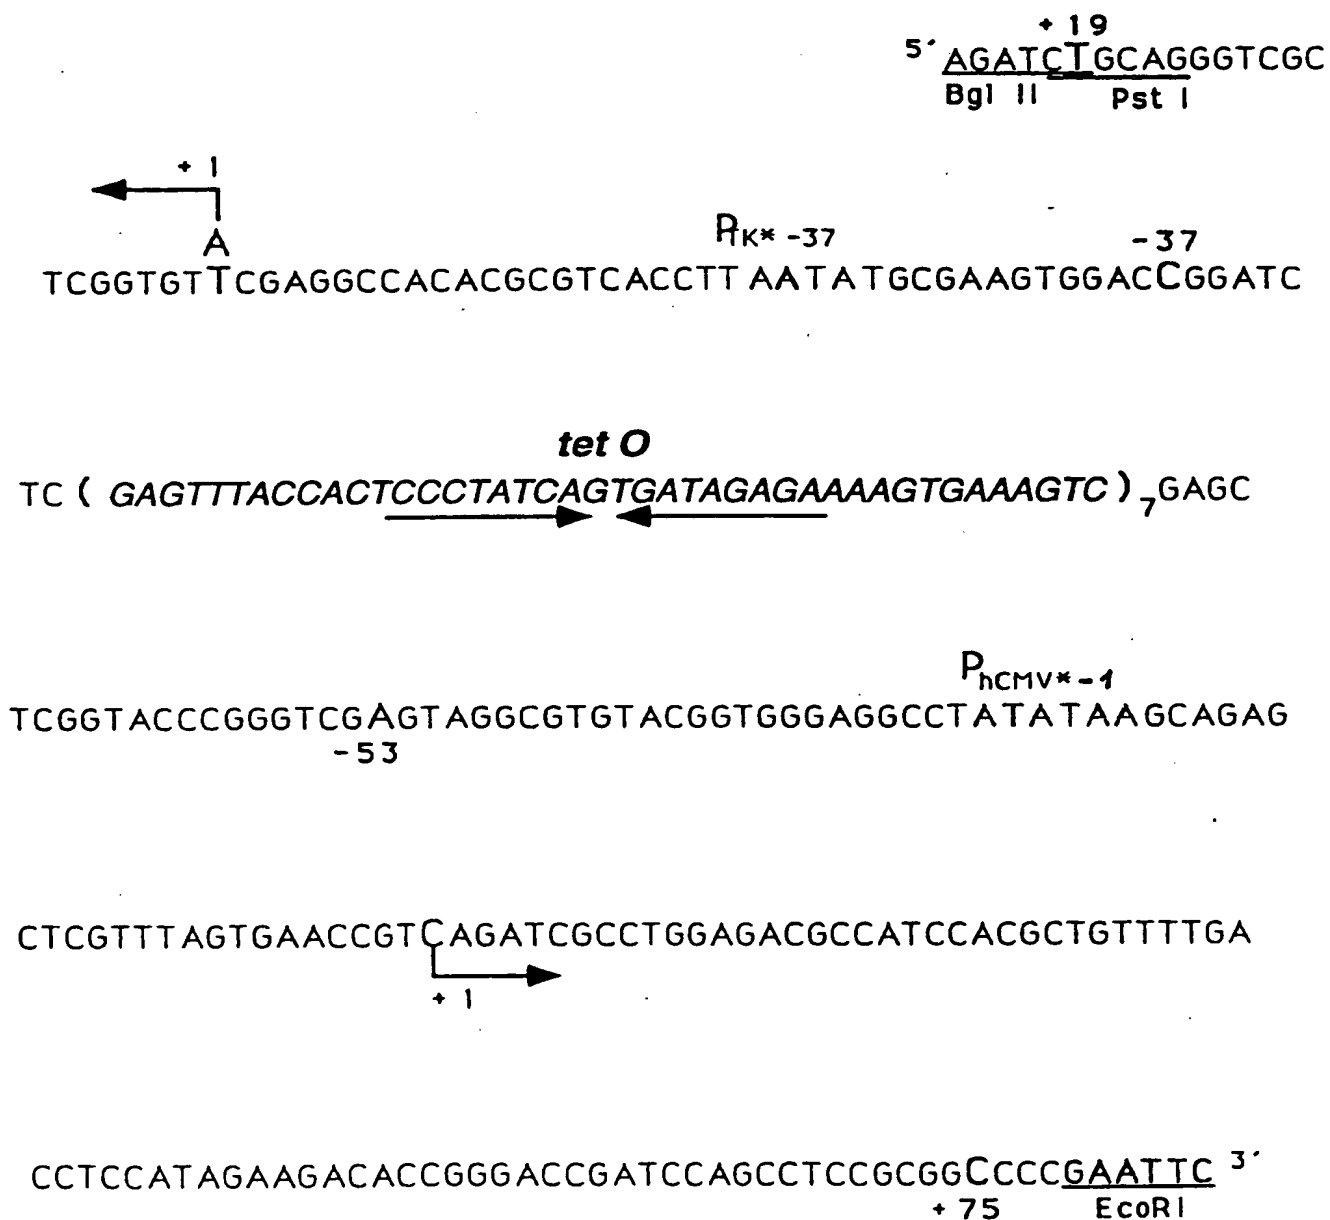 + 19
5' AGATCTGCAGGGTCGC
Bgl II Pst I
+ 1
A
PTK* -37 -37
TCGGTGTTCGAGGCCACACGCGTCACCTTAATATGCGAAGTGGACCGGATC
tet O
TC ( GAGTTTACCACTCCCTATCAGTGATAGAGAAAAGTGAAAGTC )7GAGC
PhCMV*-1
TCGGTACCCGGGTCGAGTAGGCGTGTACGGTGGGAGGCCTATATAAGCAGAG
-53
CTCGTTTAGTGAACCGTCAGATCGCCTGGAGACGCCATCCACGCTGTTTTGA
+ 1
CCTCCATAGAAGACACCGGGACCGATCCAGCCTCCGCGGCCCCGAATTC 3'
+ 75 EcoRI